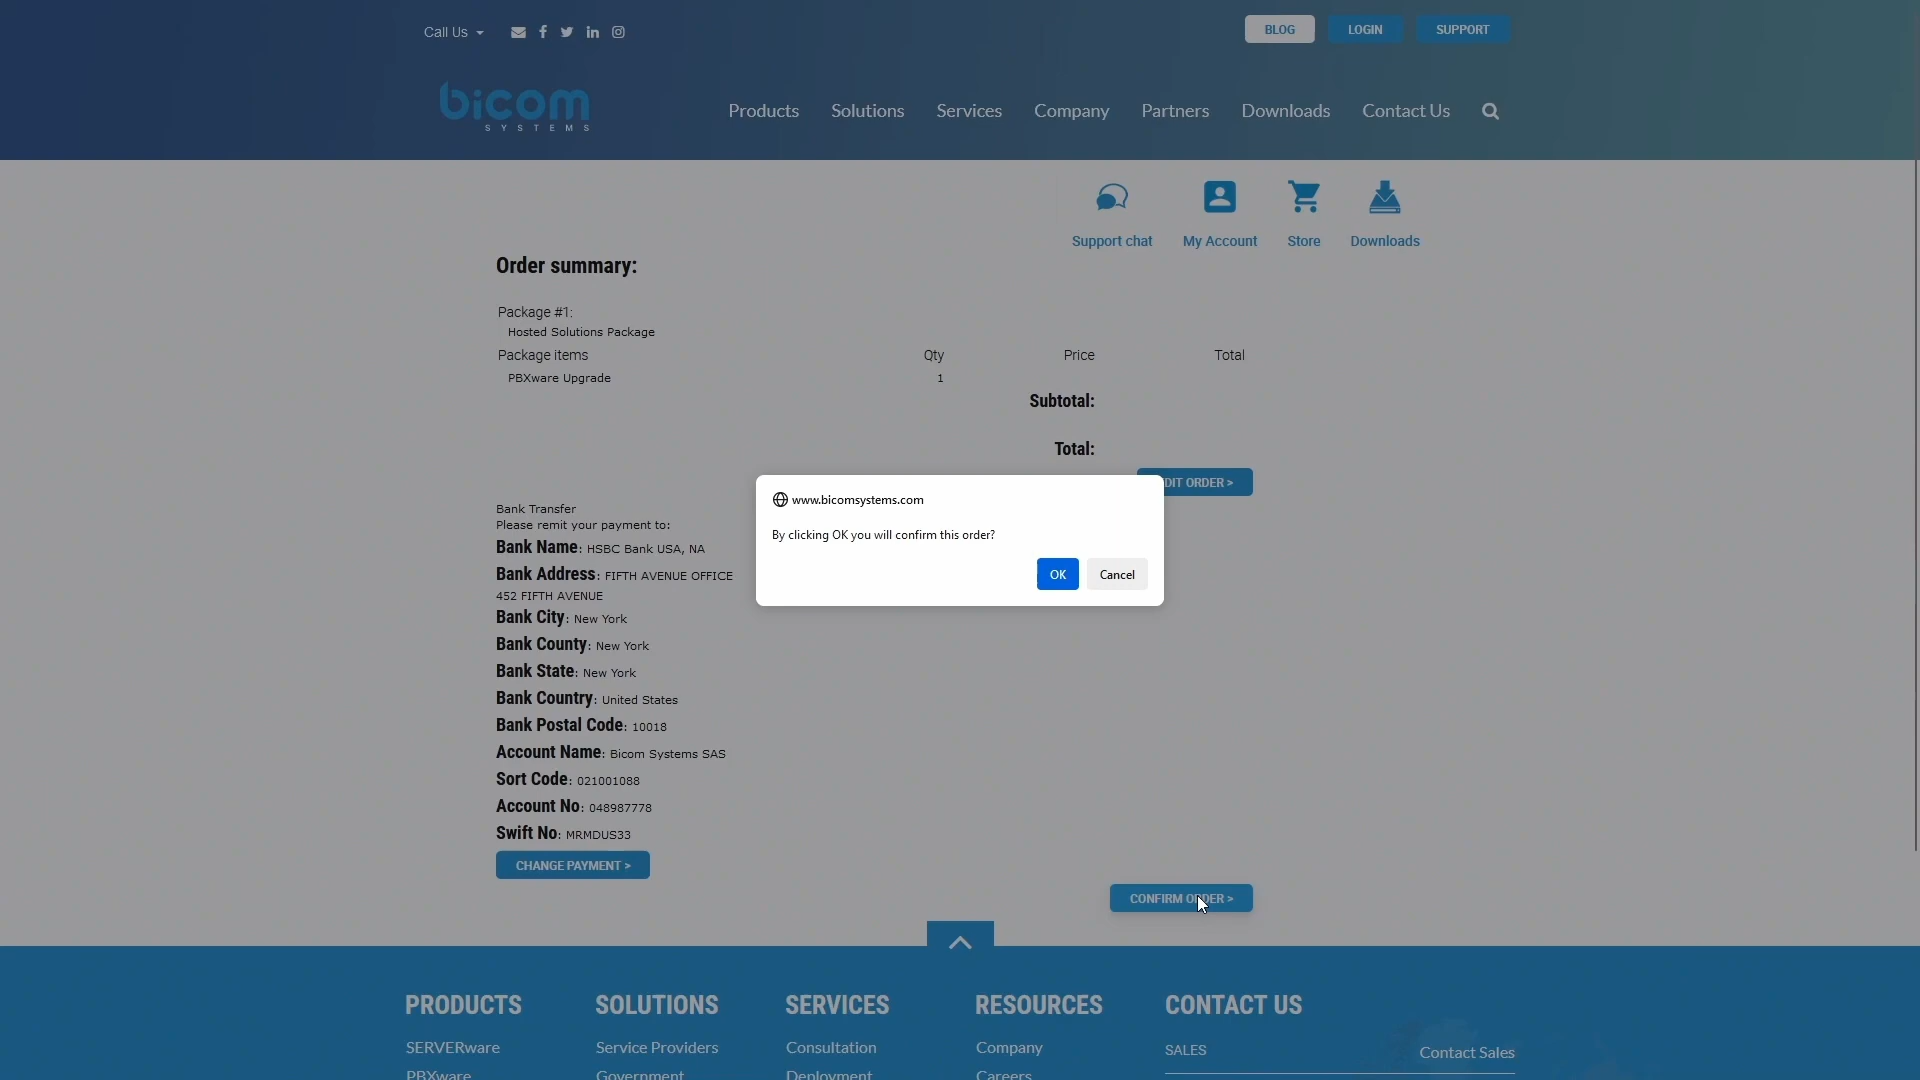 Call Us
BLOG
LOGIN
SUPPORT
bicom
SYSTEMS
Products
Solutions
Services
Company
Partners
Downloads
Contact Us
Support chat
My Account
Store
Downloads
Order summary:
Package #1:
Hosted Solutions Package
Package items Qty Price Total
PBXware Upgrade 1
Subtotal:
Total:
DIT ORDER >
www.bicomsystems.com
By clicking OK you will confirm this order?
OK
Cancel
Bank Transfer
Please remit your payment to:
Bank Name: HSBC Bank USA, NA
Bank Address: FIFTH AVENUE OFFICE
452 FIFTH AVENUE
Bank City: New York
Bank County: New York
Bank State: New York
Bank Country: United States
Bank Postal Code: 10018
Account Name: Bicom Systems SAS
Sort Code: 021001088
Account No: 048987778
Swift No: MRMDUS33
CHANGE PAYMENT >
CONFIRM ORDER >
PRODUCTS
SOLUTIONS
SERVICES
RESOURCES
CONTACT US
SERVERware
Service Providers
Consultation
Company
SALES
Contact Sales
PBXware
Government
Deployment
Careers